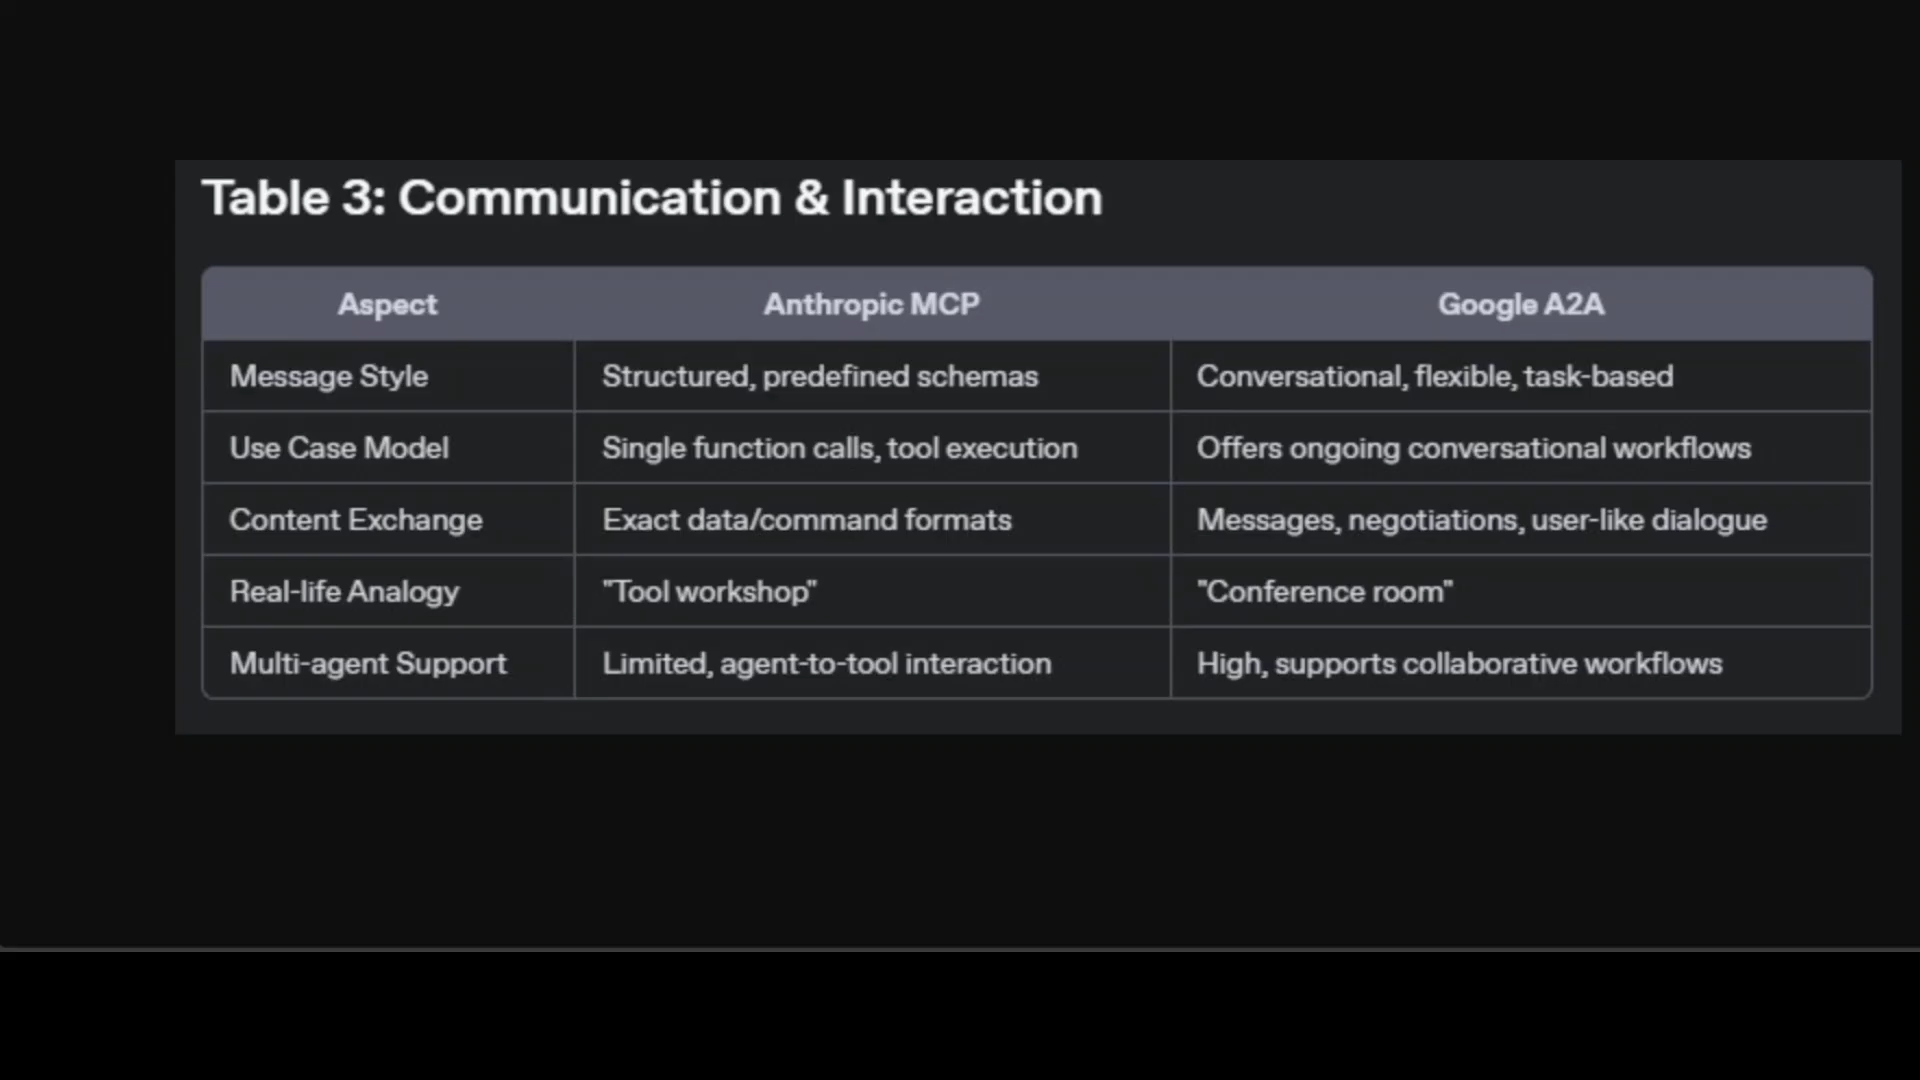 Table 3: Communication & Interaction
Aspect Anthropic MCP Google A2A
Message Style Structured, predefined schemas Conversational, flexible, task-based
Use Case Model Single function calls, tool execution Offers ongoing conversational workflows
Content Exchange Exact data/command formats Messages, negotiations, user-like dialogue
Real-life Analogy "Tool workshop" "Conference room"
Multi-agent Support Limited, agent-to-tool interaction High, supports collaborative workflows